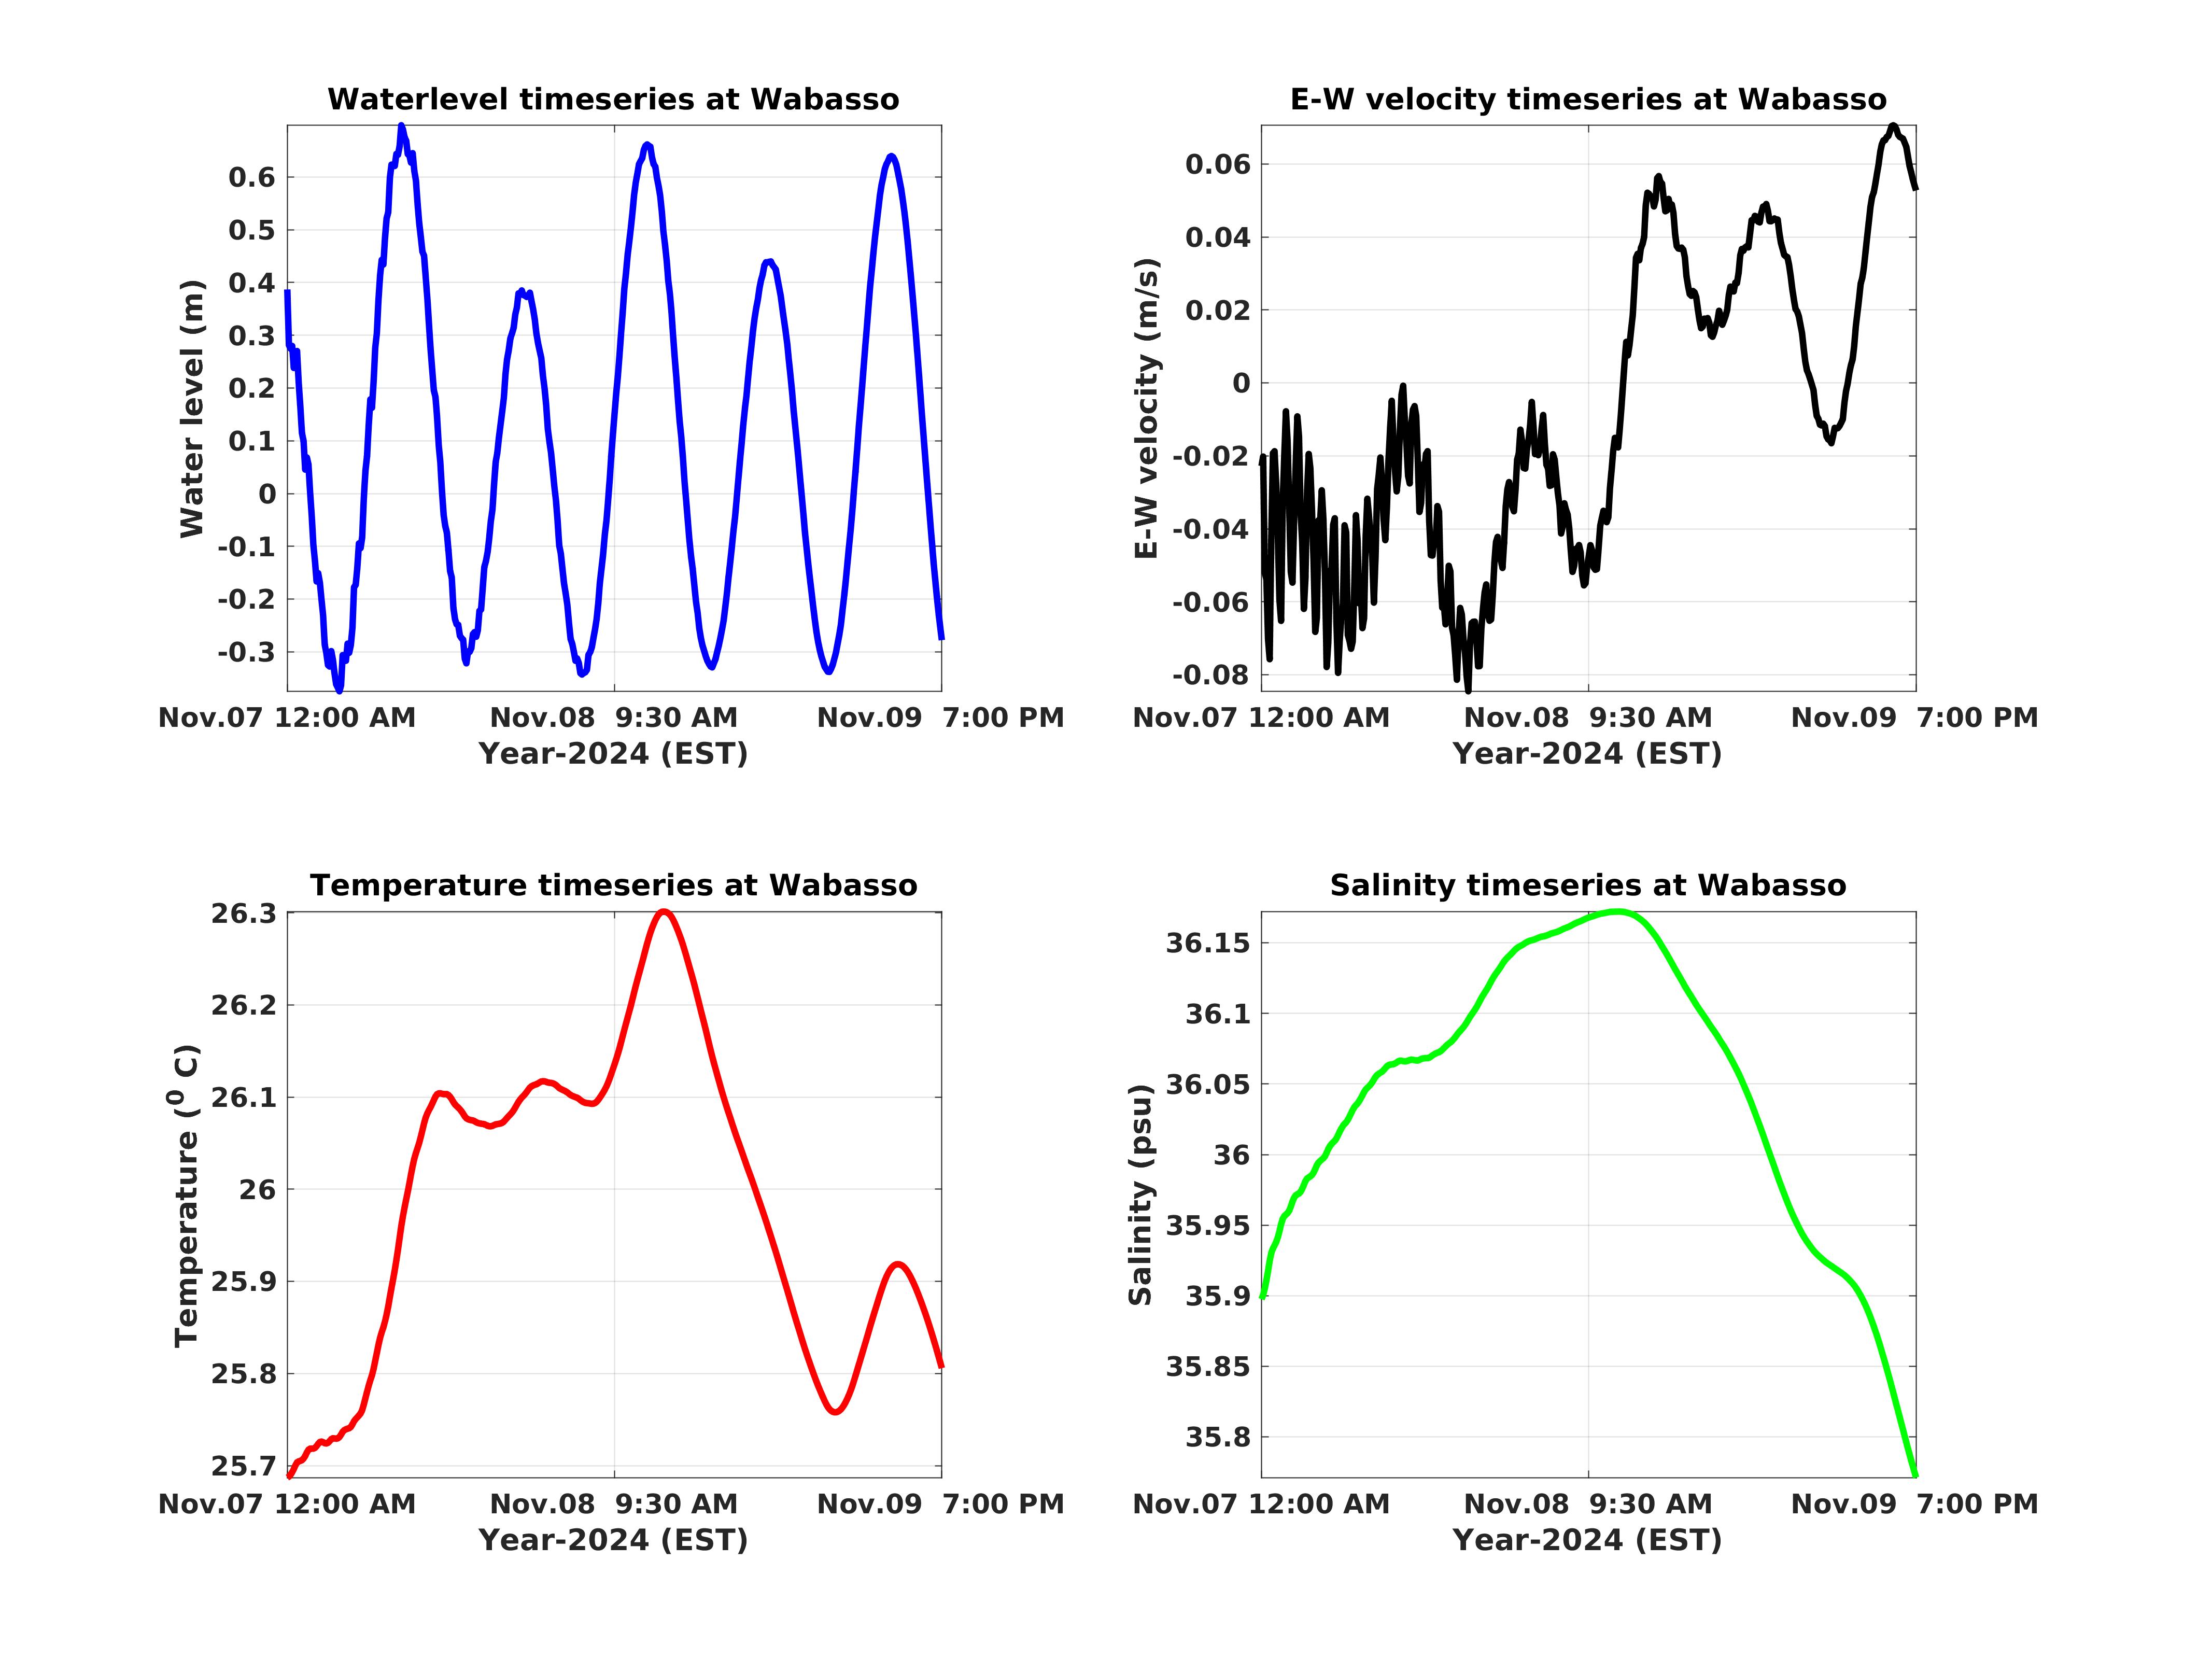 Waterlevel timeseries at Wabasso
0.6
0.5
0.4
0.3
0.2
0.1
0
-0.1
-0.2
-0.3
Water level (m)
Nov.07 12:00 AM Nov.08 9:30 AM Nov.09 7:00 PM
Year-2024 (EST)
E-W velocity timeseries at Wabasso
0.06
0.04
0.02
0
-0.02
-0.04
-0.06
-0.08
E-W velocity (m/s)
Nov.07 12:00 AM Nov.08 9:30 AM Nov.09 7:00 PM
Year-2024 (EST)
Temperature timeseries at Wabasso
26.3
26.2
26.1
26
25.9
25.8
25.7
Temperature (⁰ C)
Nov.07 12:00 AM Nov.08 9:30 AM Nov.09 7:00 PM
Year-2024 (EST)
Salinity timeseries at Wabasso
36.15
36.1
36.05
36
35.95
35.9
35.85
35.8
Salinity (psu)
Nov.07 12:00 AM Nov.08 9:30 AM Nov.09 7:00 PM
Year-2024 (EST)